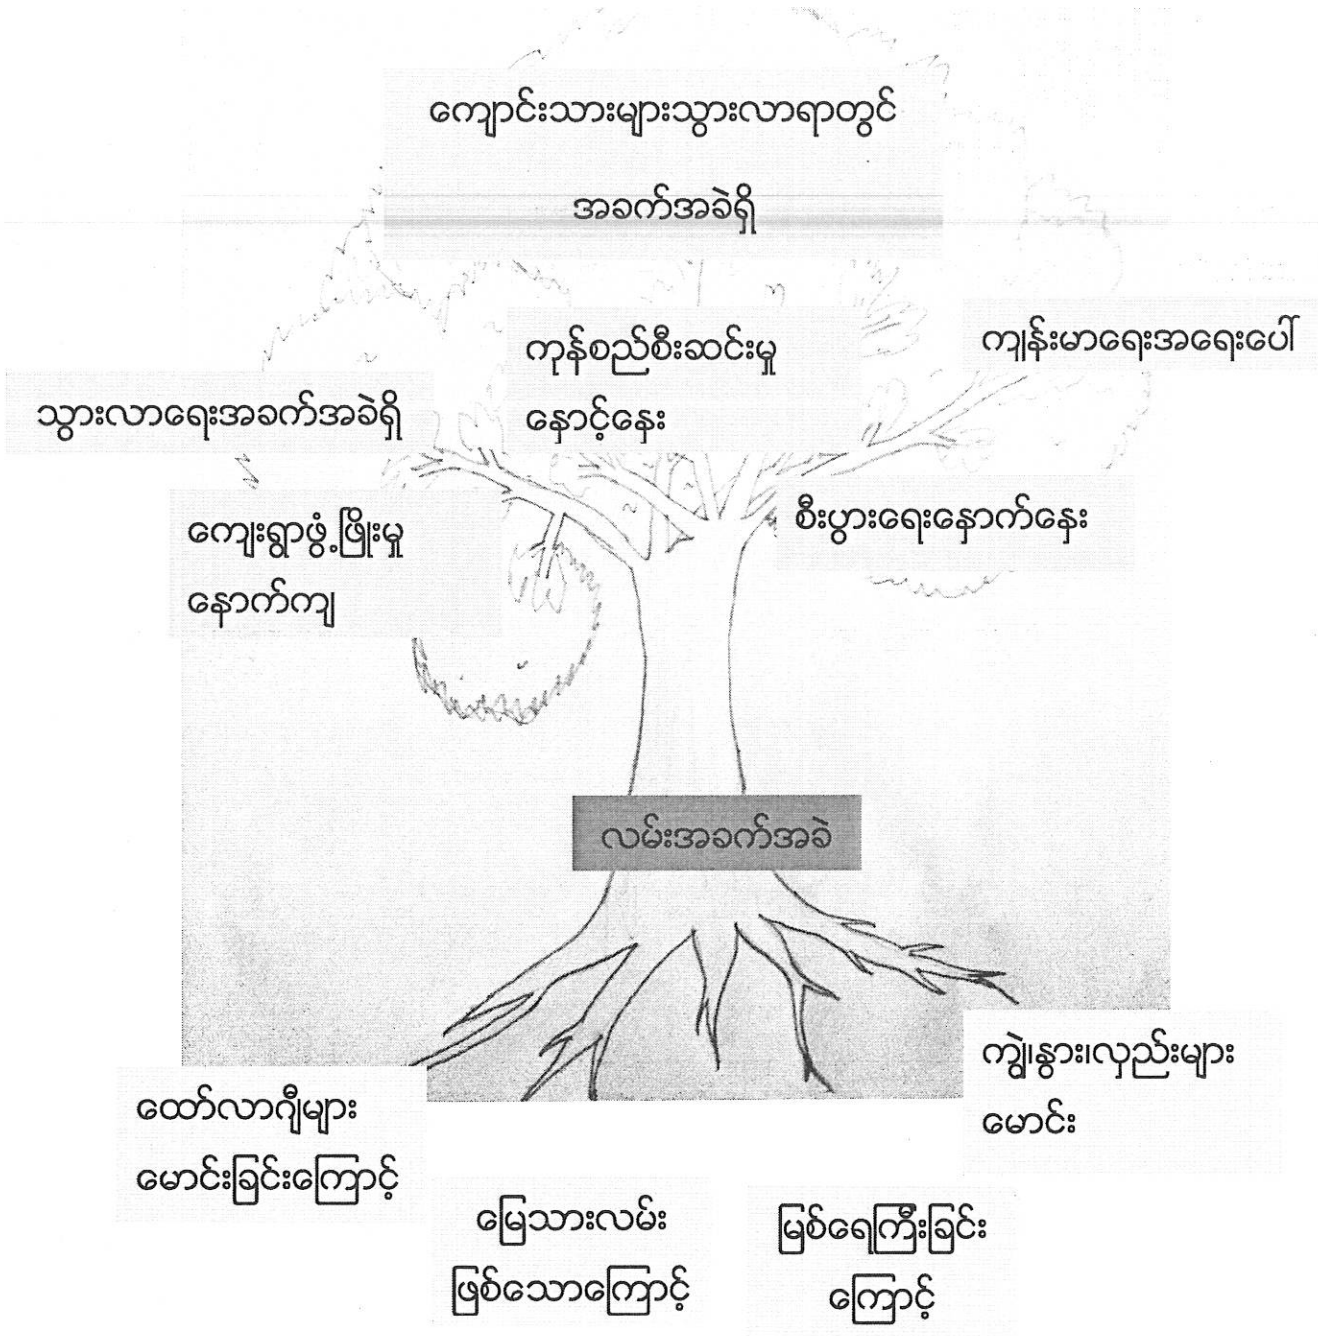 ကျောင်းသားများသွားလာရာတွင်
အခက်အခဲရှိ
ကုန်စည်စီးဆင်းမှု
နှောင့်နှေး
ကျန်းမာရေးအရေးပေါ်
သွားလာရေးအခက်အခဲရှိ
ကျေးရွာဖွံ့ဖြိုးမှု
နောက်ကျ
စီးပွားရေးနှောက်နှေး
လမ်းအခက်အခဲ
ထော်လာဂျီများ
မောင်းခြင်းကြောင့်
မြေသားလမ်း
ဖြစ်သောကြောင့်
မြစ်ရေကြီးခြင်း
ကြောင့်
ကျွဲ၊နွား၊လှည်းများ
မောင်း